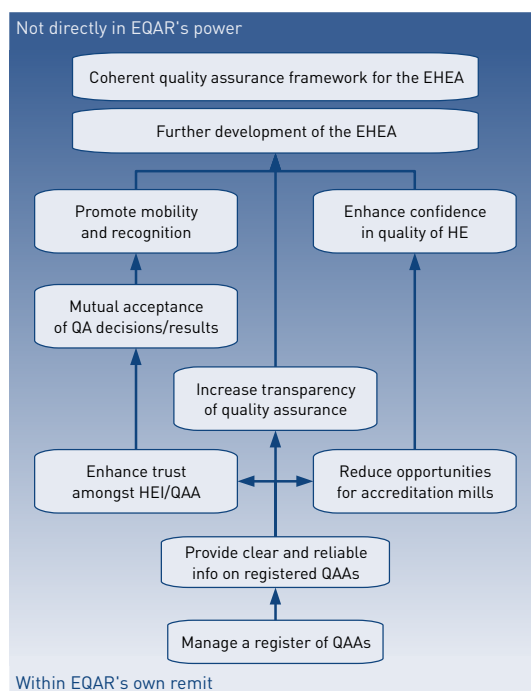 Not directly in EQAR's power
Coherent quality assurance framework for the EHEA
Further development of the EHEA
Promote mobility
and recognition
Enhance confidence
in quality of HE
Mutual acceptance
of QA decisions/results
Increase transparency
of quality assurance
Enhance trust
amongst HEI/QAA
Reduce opportunities
for accreditation mills
Provide clear and reliable
info on registered QAAs
Manage a register of QAAs
Within EQAR's own remit